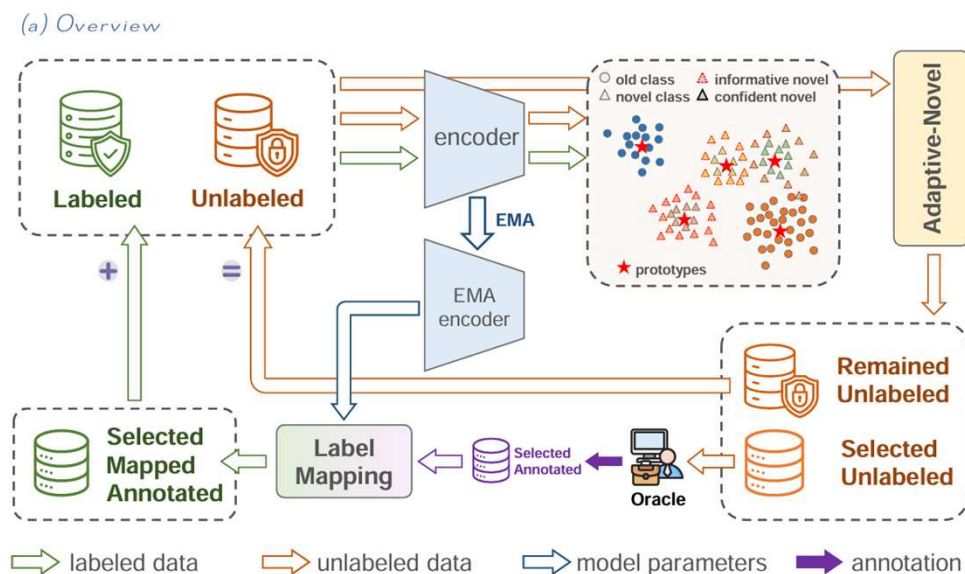 (a) Overview
old class
informative novel
novel class
confident novel
Adaptive-Novel
encoder
Labeled
Unlabeled
EMA
prototypes
+
=
EMA
encoder
Remained
Unlabeled
Selected
Mapped
Annotated
Label
Mapping
Selected
Annotated
Oracle
Selected
Unlabeled
labeled data
unlabeled data
model parameters
annotation